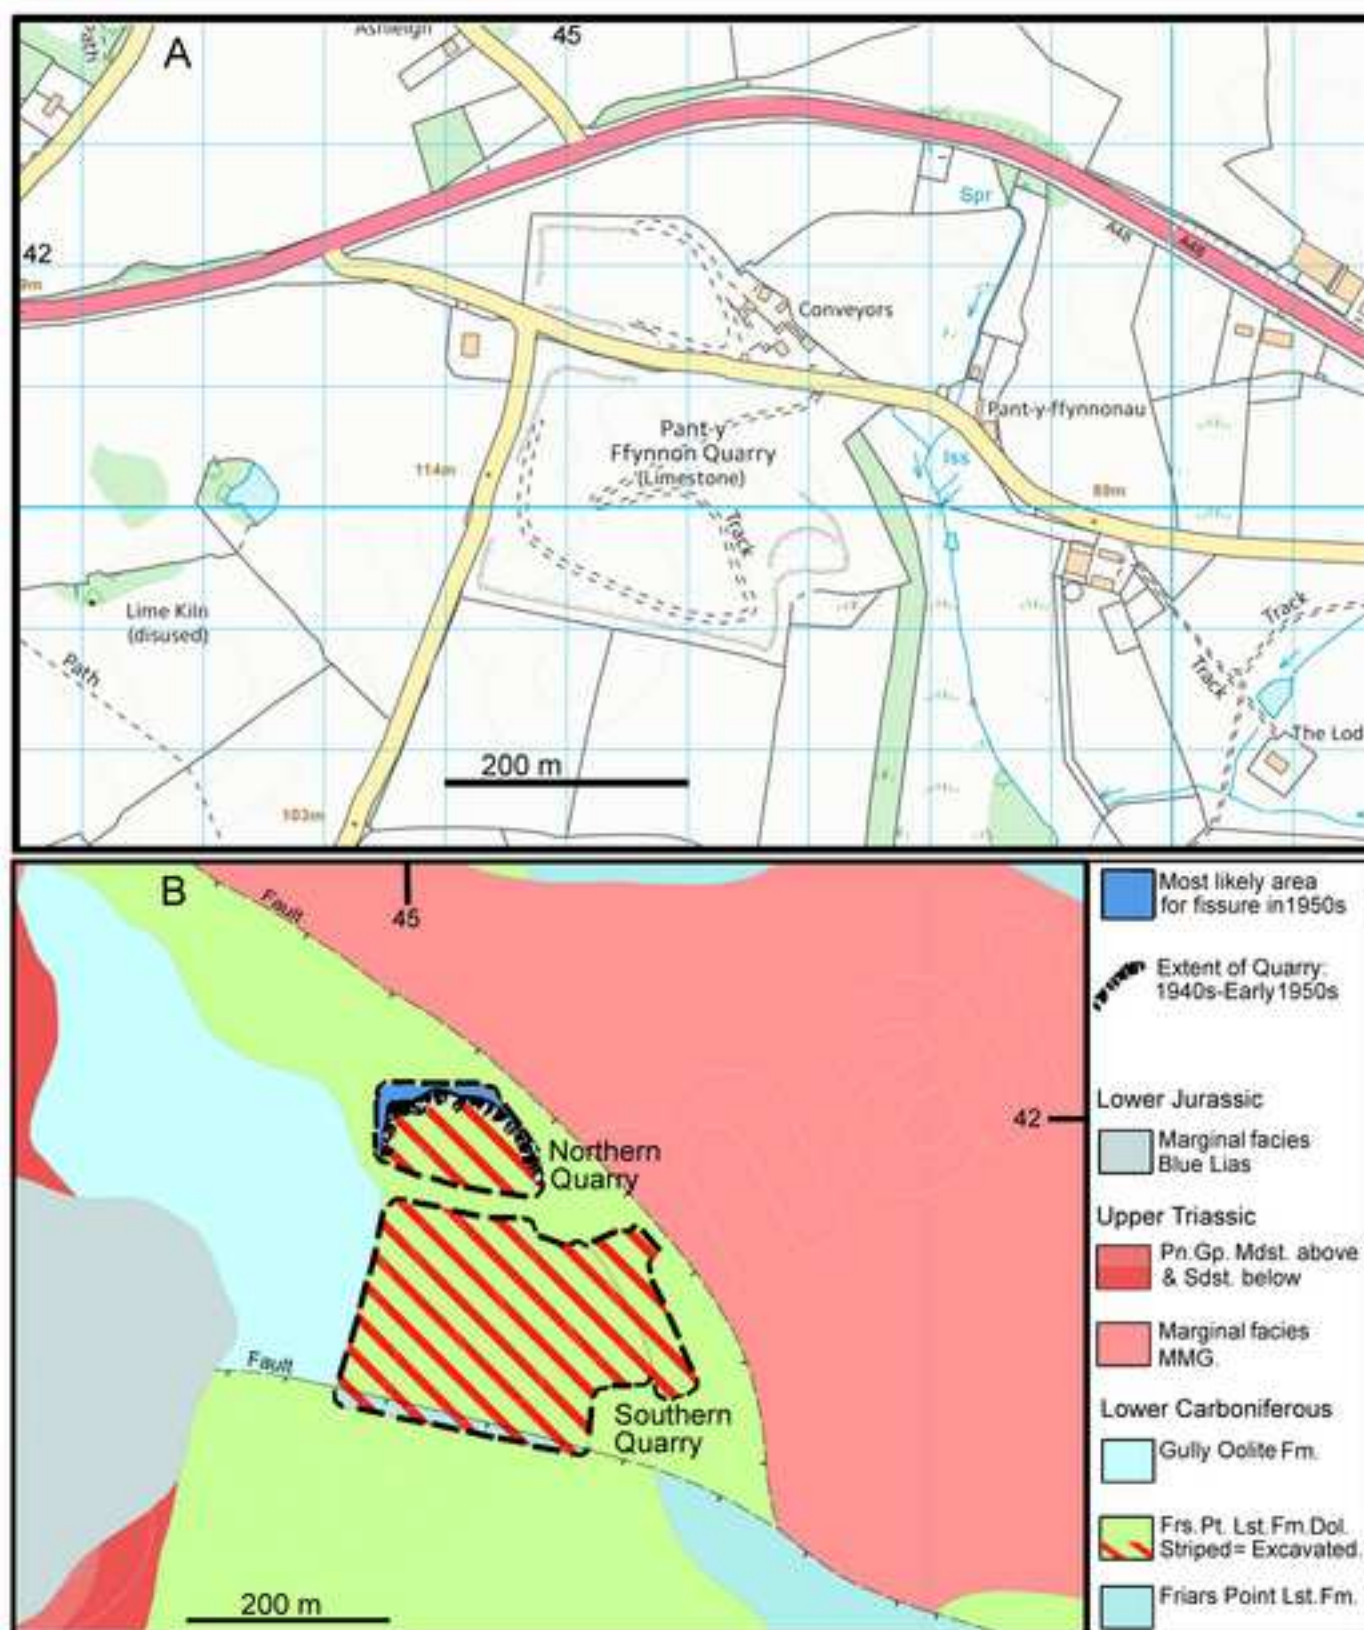 A
Path
Ashleigh
45
42
Spr
A48
A48
Conveyors
Pant-y-ffynnonau
Pant-y
Ffynnon Quarry
(Limestone)
114m
Iss
88m
Track
Lime Kiln
(disused)
Path
Track
Track
The Lod
103m
200 m
B
45
Fault
42
Northern
Quarry
Fault
Southern
Quarry
200 m
Most likely area
for fissure in1950s
Extent of Quarry:
1940s-Early1950s
Lower Jurassic
Marginal facies
Blue Lias
Upper Triassic
Pn.Gp. Mdst. above
& Sdst. below
Marginal facies
MMG.
Lower Carboniferous
Gully Oolite Fm.
Frs.Pt. Lst.Fm.Dol.
Striped= Excavated.
Friars Point Lst.Fm.